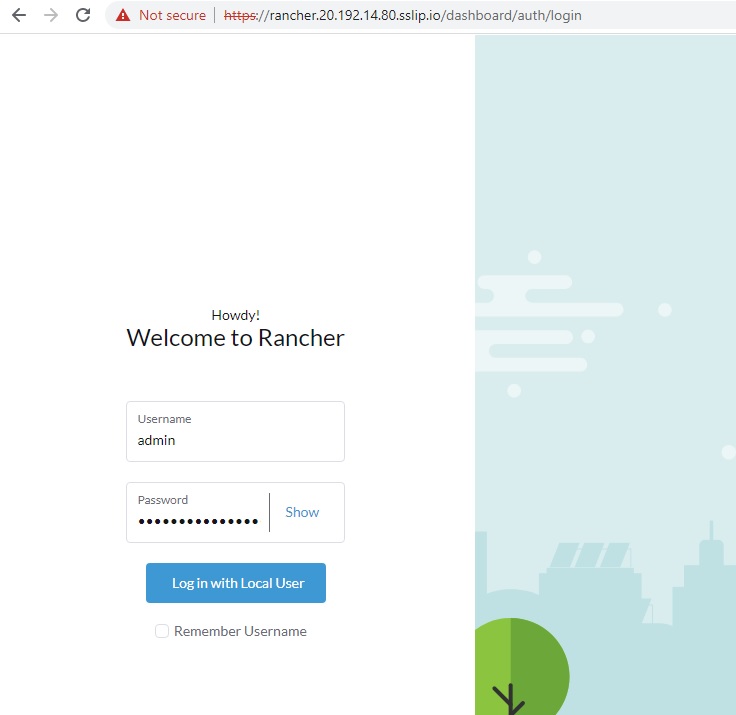 Not secure https://rancher.20.192.14.80.sslip.io/dashboard/auth/login
Howdy!
Welcome to Rancher
Username
admin
Password
••••••••••••••• Show
Log in with Local User
Remember Username